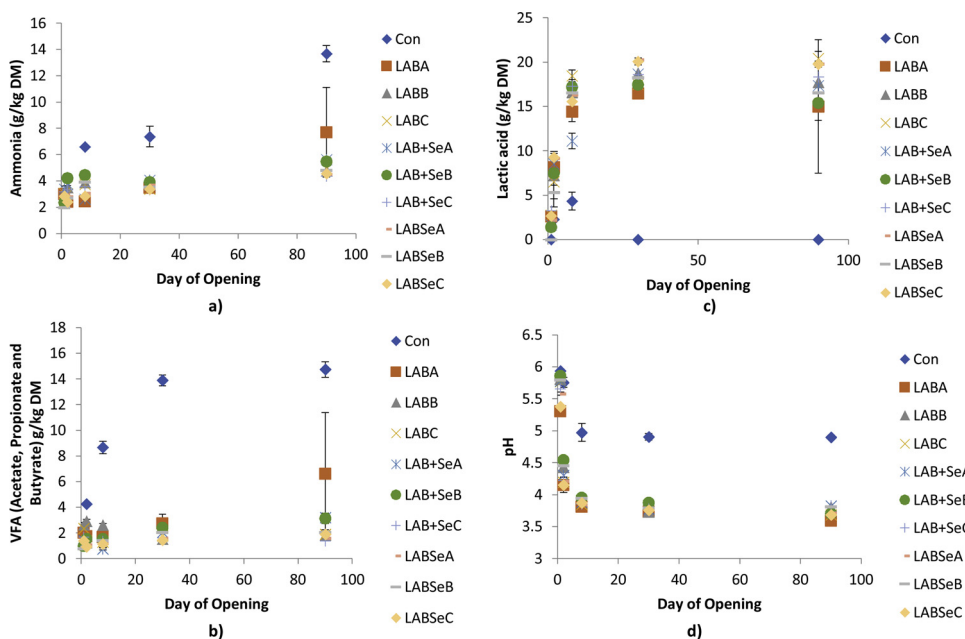 Ammonia (g/kg DM)
16
14
12
10
8
6
4
2
0
0
20
40
60
80
100
Day of Opening
a)
Con
LABA
LABB
LABC
LAB+SeA
LAB+SeB
LAB+SeC
LABSeA
LABSeB
LABSeC
Lactic acid (g/kg DM)
25
20
15
10
5
0
0
50
100
Day of Opening
c)
Con
LABA
LABB
LABC
LAB+SeA
LAB+SeB
LAB+SeC
LABSeA
LABSeB
LABSeC
VFA (Acetate, Propionate and
Butyrate) g/kg DM
18
16
14
12
10
8
6
4
2
0
0
20
40
60
80
100
Day of Opening
b)
Con
LABA
LABB
LABC
LAB+SeA
LAB+SeB
LAB+SeC
LABSeA
LABSeB
LABSeC
pH
6.5
6
5.5
5
4.5
4
3.5
3
0
20
40
60
80
100
Day of Opening
d)
Con
LABA
LABB
LABC
LAB+SeA
LAB+SeB
LAB+SeC
LABSeA
LABSeB
LABSeC